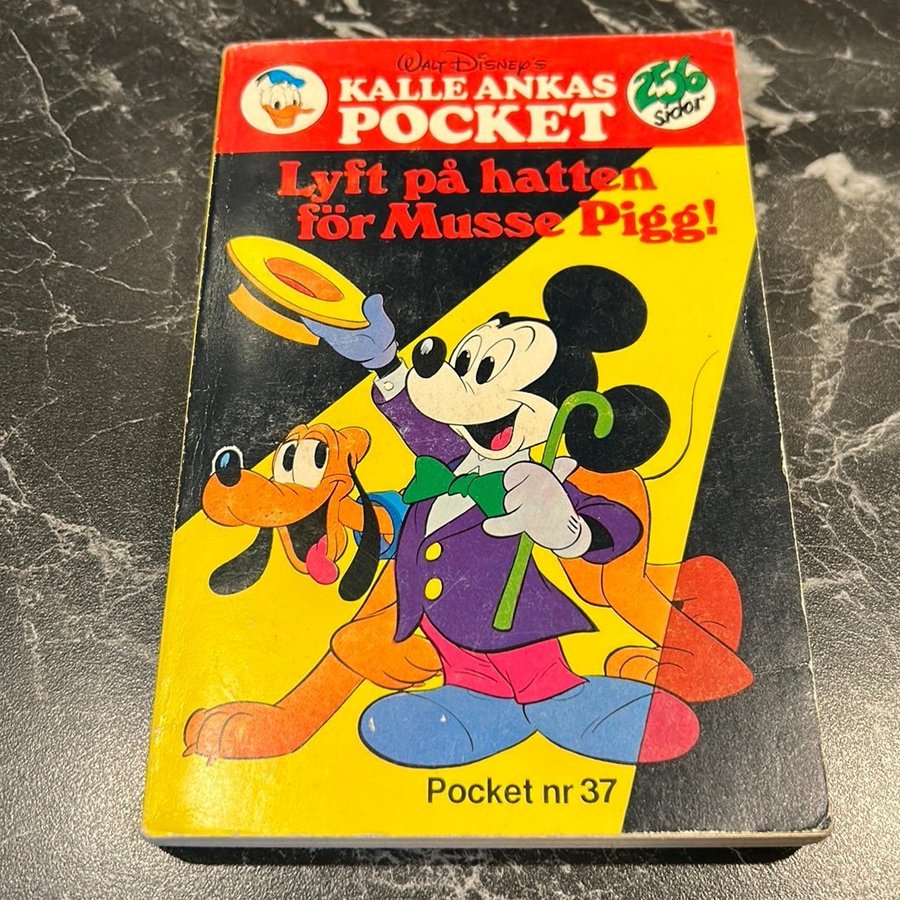 Walt Disney's
KALLE ANKAS
POCKET
256
sidor
Lyft på hatten
för Musse Pigg!
Pocket nr 37